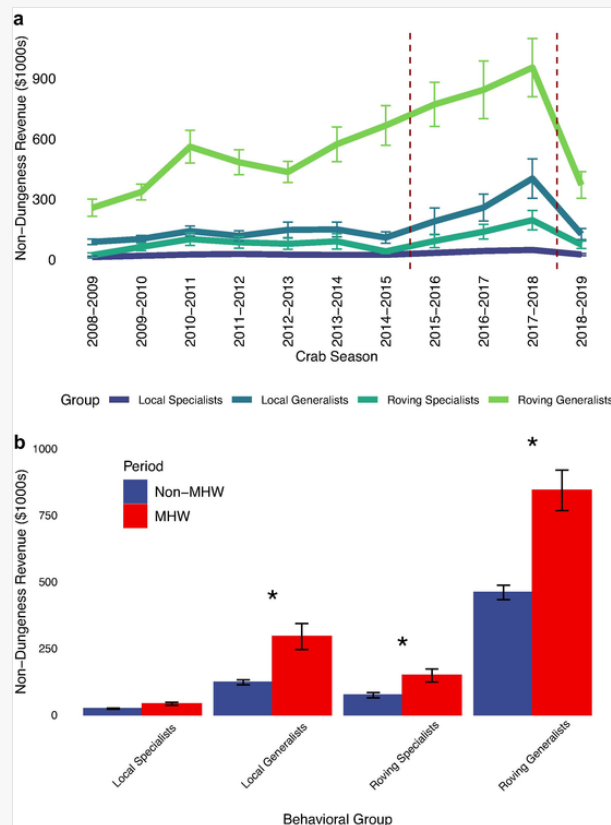 a
Non-Dungeness Revenue ($1000s)
900
600
300
0
2008-2009
2009-2010
2010-2011
2011-2012
2012-2013
2013-2014
2014-2015
2015-2016
2016-2017
2017-2018
2018-2019
Crab Season
Group Local Specialists Local Generalists Roving Specialists Roving Generalists
b
Non-Dungeness Revenue ($1000s)
1000
750
500
250
0
Period
Non-MHW
MHW
*
*
*
Local Specialists
Local Generalists
Roving Specialists
Roving Generalists
Behavioral Group